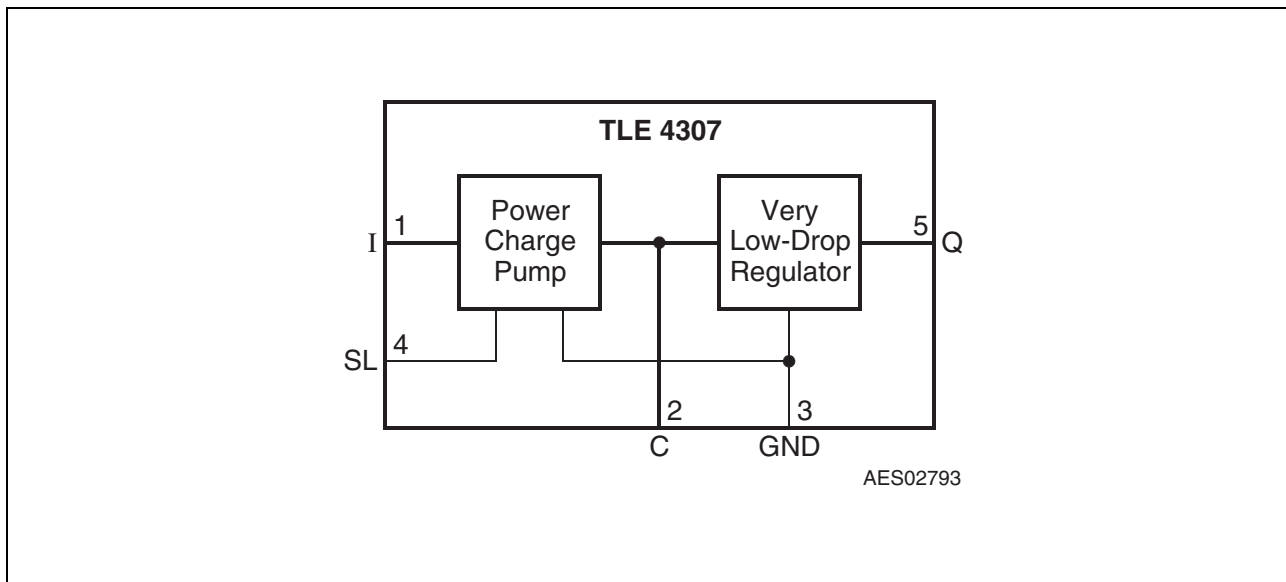 TLE 4307
Power
Charge
Pump
Very
Low-Drop
Regulator
I
1
5
Q
SL
4
2
C
3
GND
AES02793